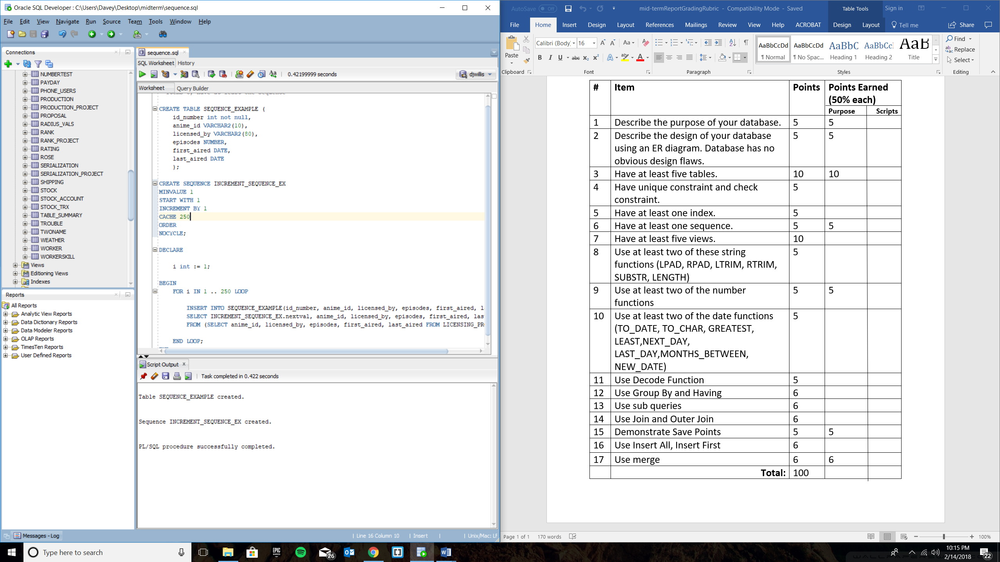 Oracle SQL Developer : C:\Users\Davey\Desktop\midterm\sequence.sql
File Edit View Navigate Run Source Team Tools Window Help
Connections
NUMBERTEST
PAYDAY
PHONE_USERS
PRODUCTION
PRODUCTION_PROJECT
PROPOSAL
RADIUS_VALS
RANK
RANK_PROJECT
RATING
ROSE
SERIALIZATION
SERIALIZATION_PROJECT
SHIPPING
STOCK
STOCK_ACCOUNT
STOCK_TRX
TABLE_SUMMARY
TROUBLE
TWONAME
WEATHER
WORKER
WORKERSKILL
Views
Editioning Views
Indexes
Reports
All Reports
Analytic View Reports
Data Dictionary Reports
Data Modeler Reports
OLAP Reports
TimesTen Reports
User Defined Reports
Messages - Log
sequence.sql
SQL Worksheet History
0.42199999 seconds
djwillis
Worksheet Query Builder
CREATE TABLE SEQUENCE_EXAMPLE (
id_number int not null,
anime_id VARCHAR2(10),
licensed_by VARCHAR2(80),
episodes NUMBER,
first_aired DATE,
last_aired DATE
);
CREATE SEQUENCE INCREMENT_SEQUENCE_EX
MINVALUE 1
START WITH 1
INCREMENT BY 1
CACHE 250
ORDER
NOCYCLE;
DECLARE
i int := 1;
BEGIN
FOR i IN 1 .. 250 LOOP
INSERT INTO SEQUENCE_EXAMPLE(id_number, anime_id, licensed_by, episodes, first_aired, l
SELECT INCREMENT_SEQUENCE_EX.nextval, anime_id, licensed_by, episodes, first_aired, las
FROM (SELECT anime_id, licensed_by, episodes, first_aired, last_aired FROM LICENSING_PR
END LOOP;
Script Output
Task completed in 0.422 seconds
Table SEQUENCE_EXAMPLE created.
Sequence INCREMENT_SEQUENCE_EX created.
PL/SQL procedure successfully completed.
Line 16 Column 10 Insert Unix/Mac: LF
AutoSave Off mid-termReportGradingRubric - Compatibility Mode - Saved Table Tools Sign in
File Home Insert Design Layout References Mailings Review View Help ACROBAT Design Layout Tell me Share
Paste
Calibri (Body) 16
AaBbCcDd AaBbCcDd AaBbC AaBbCc AaB
¶ Normal ¶ No Spac... Heading 1 Heading 2 Title
Find
Replace
Select
Clipboard Font Paragraph Styles Editing
# Item Points Points Earned
(50% each)
Purpose Scripts
1 Describe the purpose of your database. 5 5
2 Describe the design of your database 5 5
using an ER diagram. Database has no
obvious design flaws.
3 Have at least five tables. 10 10
4 Have unique constraint and check 5
constraint.
5 Have at least one index. 5
6 Have at least one sequence. 5 5
7 Have at least five views. 10
8 Use at least two of these string 5
functions (LPAD, RPAD, LTRIM, RTRIM,
SUBSTR, LENGTH)
9 Use at least two of the number 5 5
functions
10 Use at least two of the date functions 5
(TO_DATE, TO_CHAR, GREATEST,
LEAST,NEXT_DAY,
LAST_DAY,MONTHS_BETWEEN,
NEW_DATE)
11 Use Decode Function 5
12 Use Group By and Having 6
13 Use sub queries 6
14 Use Join and Outer Join 6
15 Demonstrate Save Points 5 5
16 Use Insert All, Insert First 6
17 Use merge 6 6
Total: 100
Page 1 of 1 170 words 100%
Type here to search
EPIC GAMES
26
10:15 PM
2/14/2018
22